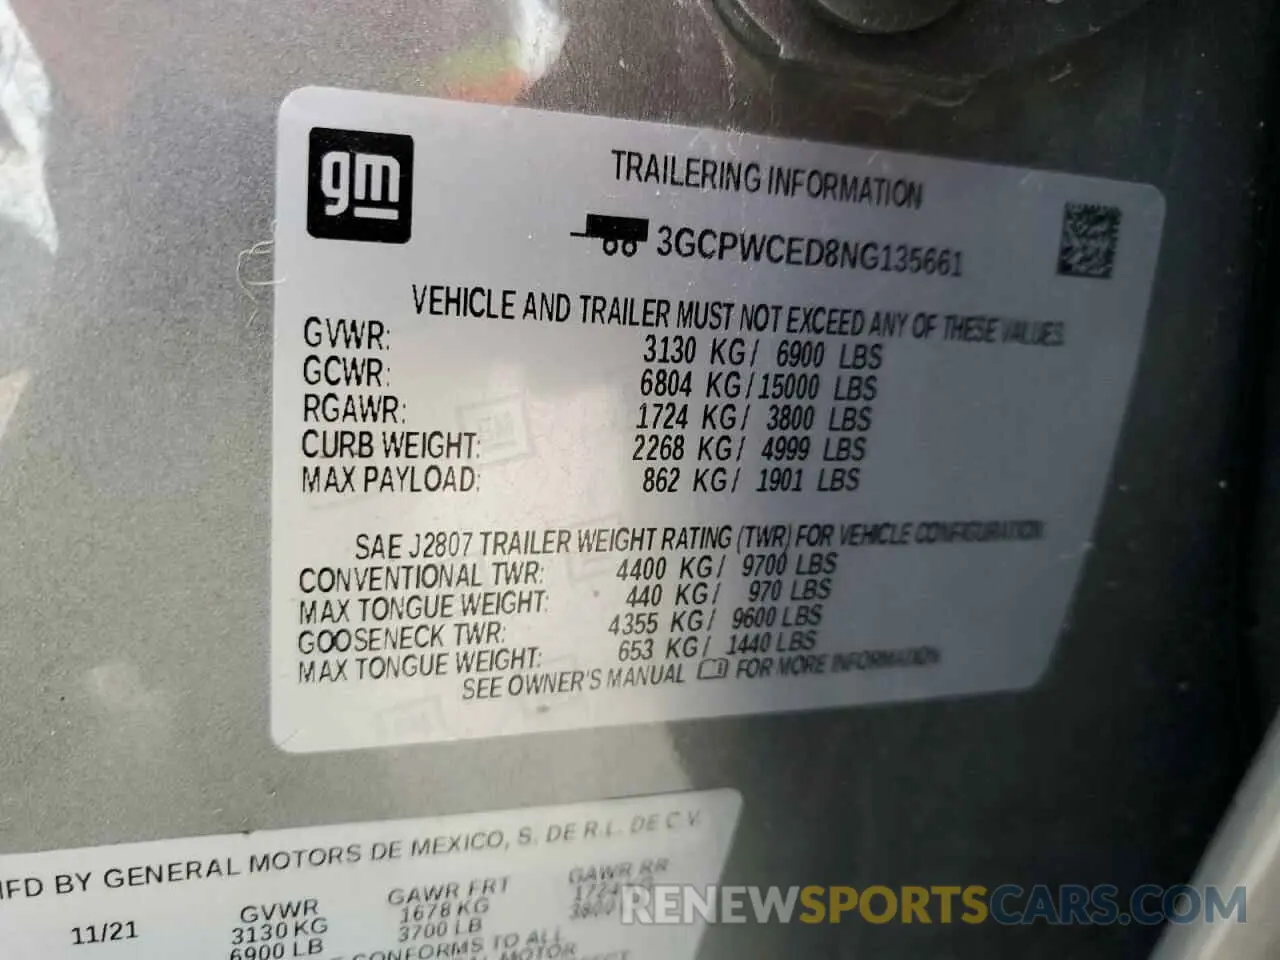 gm
TRAILERING INFORMATION
3GCPWCED8NG135661
VEHICLE AND TRAILER MUST NOT EXCEED ANY OF THESE VALUES
GVWR: 3130 KG/ 6900 LBS
GCWR: 6804 KG/15000 LBS
RGAWR: 1724 KG/ 3800 LBS
CURB WEIGHT: 2268 KG/ 4999 LBS
MAX PAYLOAD: 862 KG/ 1901 LBS
SAE J2807 TRAILER WEIGHT RATING (TWR) FOR VEHICLE CONFIGURATION
CONVENTIONAL TWR: 4400 KG/ 9700 LBS
MAX TONGUE WEIGHT: 440 KG/ 970 LBS
GOOSENECK TWR: 4355 KG/ 9600 LBS
MAX TONGUE WEIGHT: 653 KG/ 1440 LBS
SEE OWNER'S MANUAL FOR MORE INFORMATION
MFD BY GENERAL MOTORS DE MEXICO, S. DE R.L. DE C.V.
11/21 GVWR GAWR FRT GAWR RR
3130 KG 1678 KG 1724
6900 LB 3700 LB 3800
CONFORMS TO ALL
MOTOR
RENEWSPORTSCARS.COM